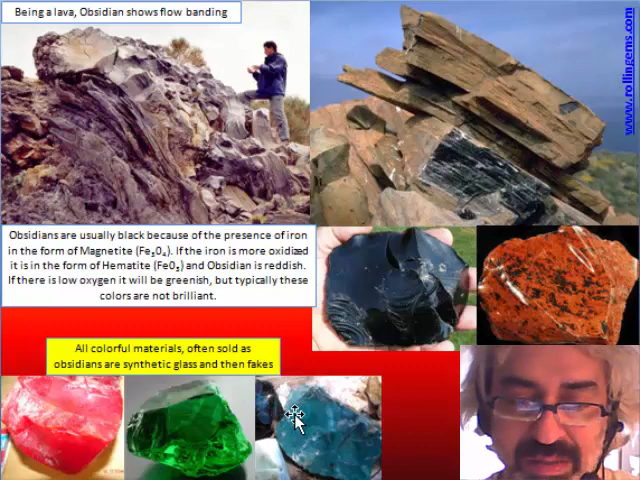 Being a lava, Obsidian shows flow banding
www.rollingems.com
Obsidians are usually black because of the presence of iron
in the form of Magnetite (Fe₃0₄). If the iron is more oxidized
it is in the form of Hematite (Fe0₃) and Obsidian is reddish.
If there is low oxygen it will be greenish, but typically these
colors are not brilliant.
All colorful materials, often sold as
obsidians are synthetic glass and then fakes